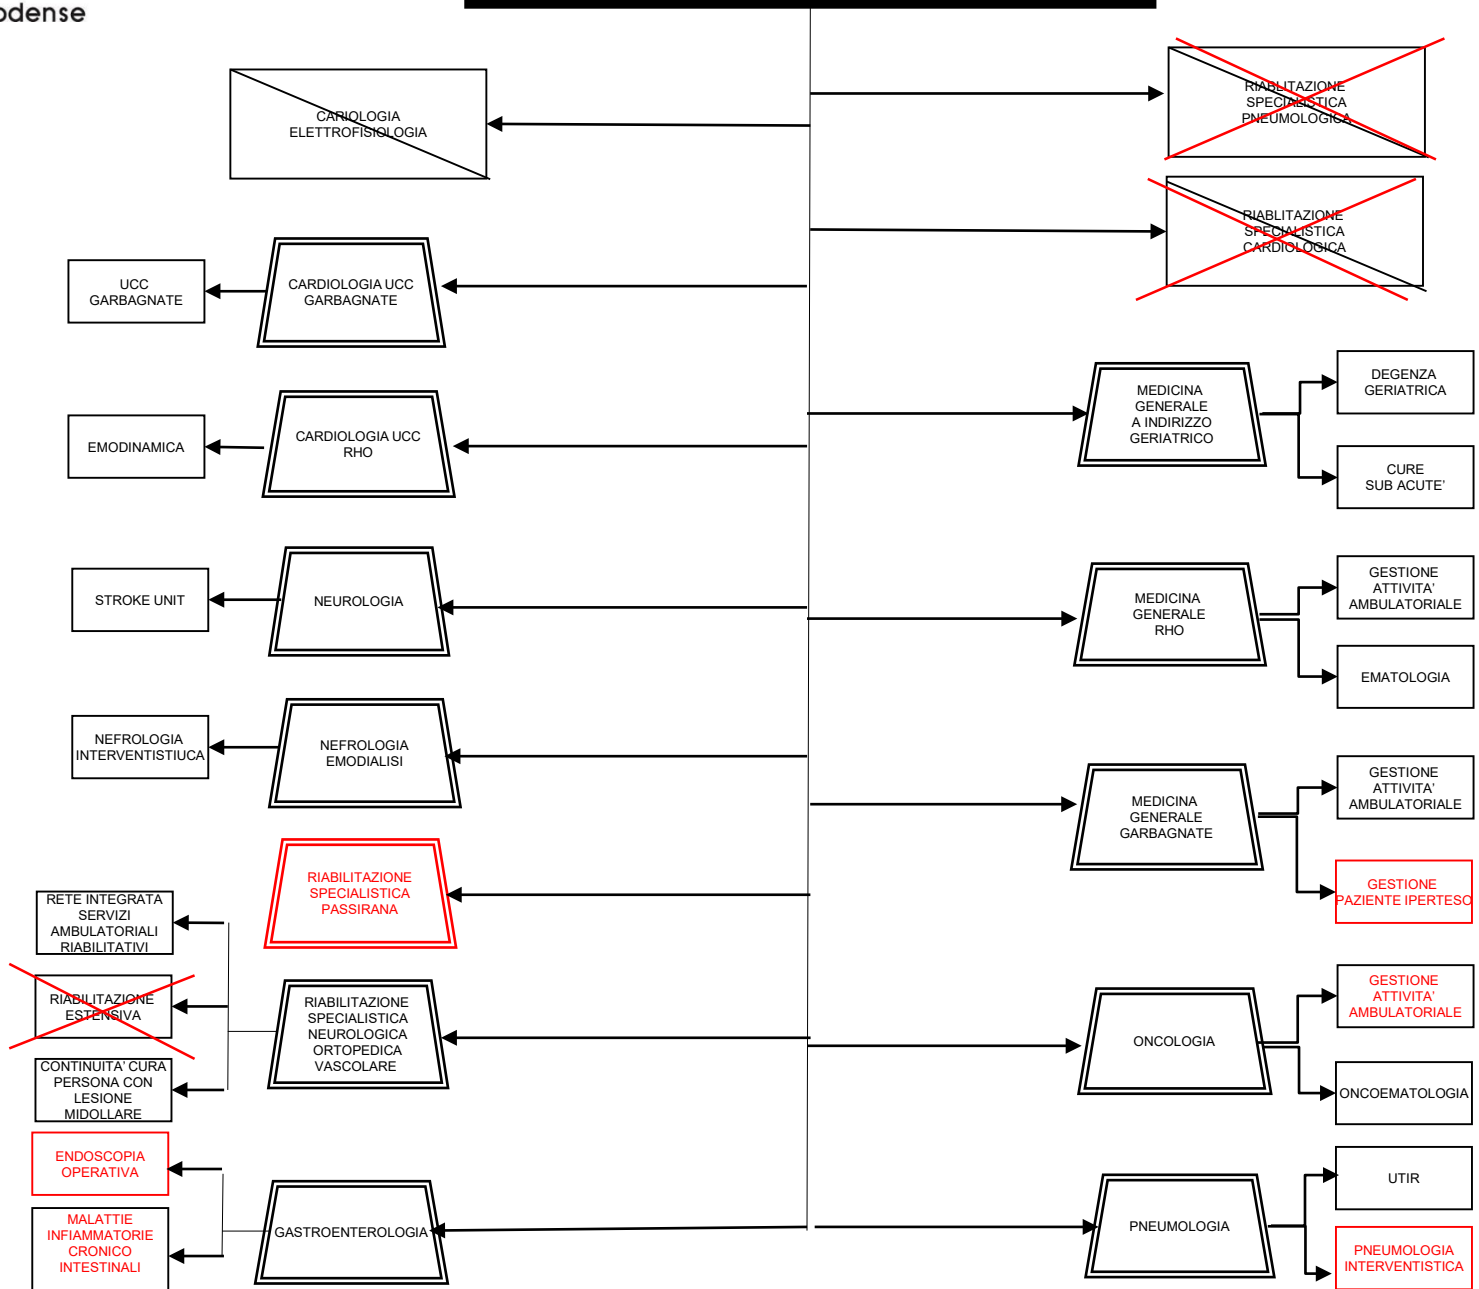 odense
CARIOLOGIA
ELETTROFISIOLOGIA
RIABLITAZIONE
SPECIALISTICA
PNEUMOLOGICA
RIABLITAZIONE
SPECIALISTICA
CARDIOLOGICA
UCC
GARBAGNATE
CARDIOLOGIA UCC
GARBAGNATE
EMODINAMICA
CARDIOLOGIA UCC
RHO
MEDICINA
GENERALE
A INDIRIZZO
GERIATRICO
DEGENZA
GERIATRICA
CURE
SUB ACUTE’
STROKE UNIT
NEUROLOGIA
MEDICINA
GENERALE
RHO
GESTIONE
ATTIVITA’
AMBULATORIALE
EMATOLOGIA
NEFROLOGIA
INTERVENTISTIUCA
NEFROLOGIA
EMODIALISI
MEDICINA
GENERALE
GARBAGNATE
GESTIONE
ATTIVITA’
AMBULATORIALE
GESTIONE
PAZIENTE IPERTESO
RIABILITAZIONE
SPECIALISTICA
PASSIRANA
RETE INTEGRATA
SERVIZI
AMBULATORIALI
RIABILITATIVI
RIABILITAZIONE
ESTENSIVA
CONTINUITA’ CURA
PERSONA CON
LESIONE
MIDOLLARE
RIABILITAZIONE
SPECIALISTICA
NEUROLOGICA
ORTOPEDICA
VASCOLARE
ONCOLOGIA
GESTIONE
ATTIVITA’
AMBULATORIALE
ONCOEMATOLOGIA
ENDOSCOPIA
OPERATIVA
MALATTIE
INFIAMMATORIE
CRONICO
INTESTINALI
GASTROENTEROLOGIA
PNEUMOLOGIA
UTIR
PNEUMOLOGIA
INTERVENTISTICA